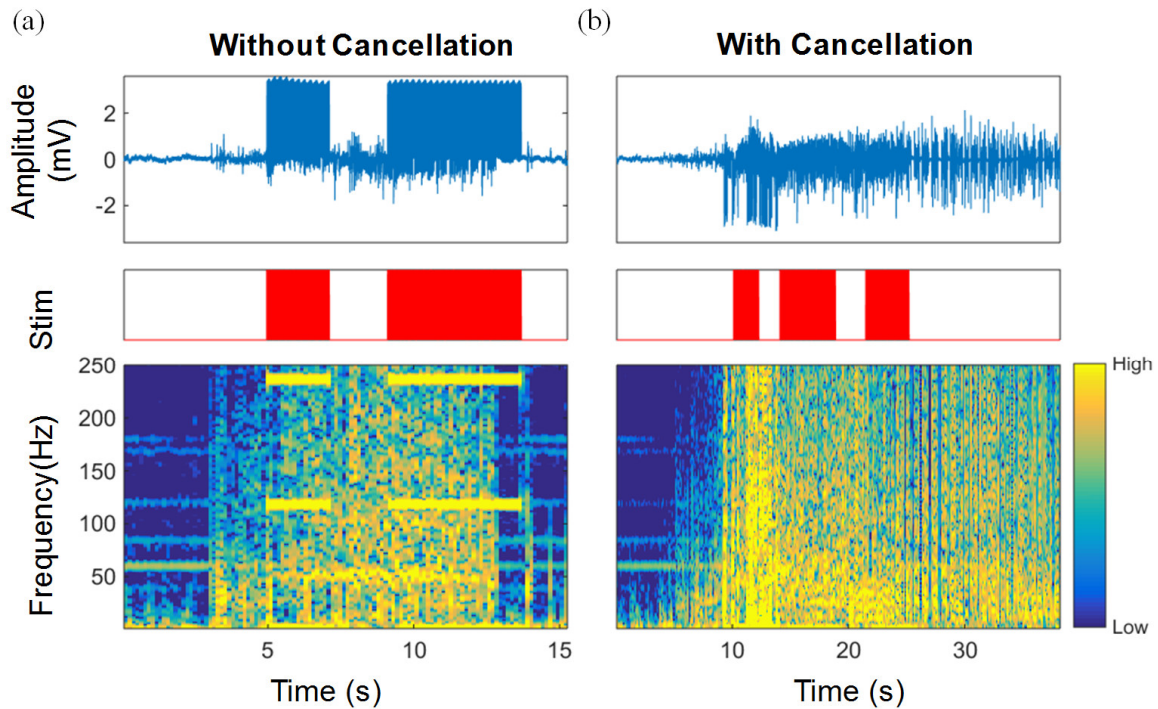 (a)
(b)
Without Cancellation
With Cancellation
Amplitude
(mV)
2
0
-2
Stim
Frequency(Hz)
250
200
150
100
50
High
Low
5
10
15
10
20
30
Time (s)
Time (s)